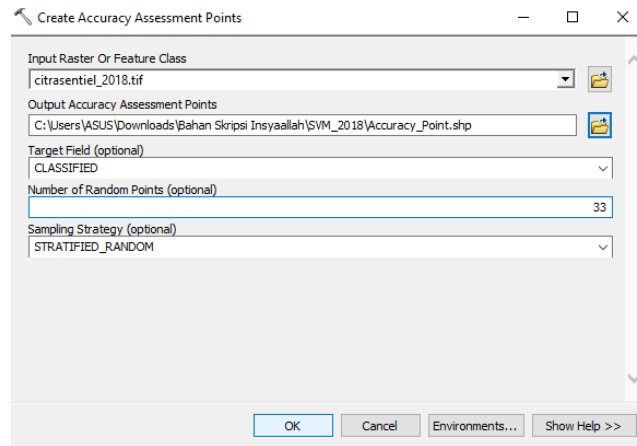 Create Accuracy Assessment Points
Input Raster Or Feature Class
citrasentiel_2018.tif
Output Accuracy Assessment Points
C:\Users\ASUS\Downloads\Bahan Skripsi Insyaallah\SVM_2018\Accuracy_Point.shp
Target Field (optional)
CLASSIFIED
Number of Random Points (optional)
33
Sampling Strategy (optional)
STRATIFIED_RANDOM
OK Cancel Environments... Show Help >>